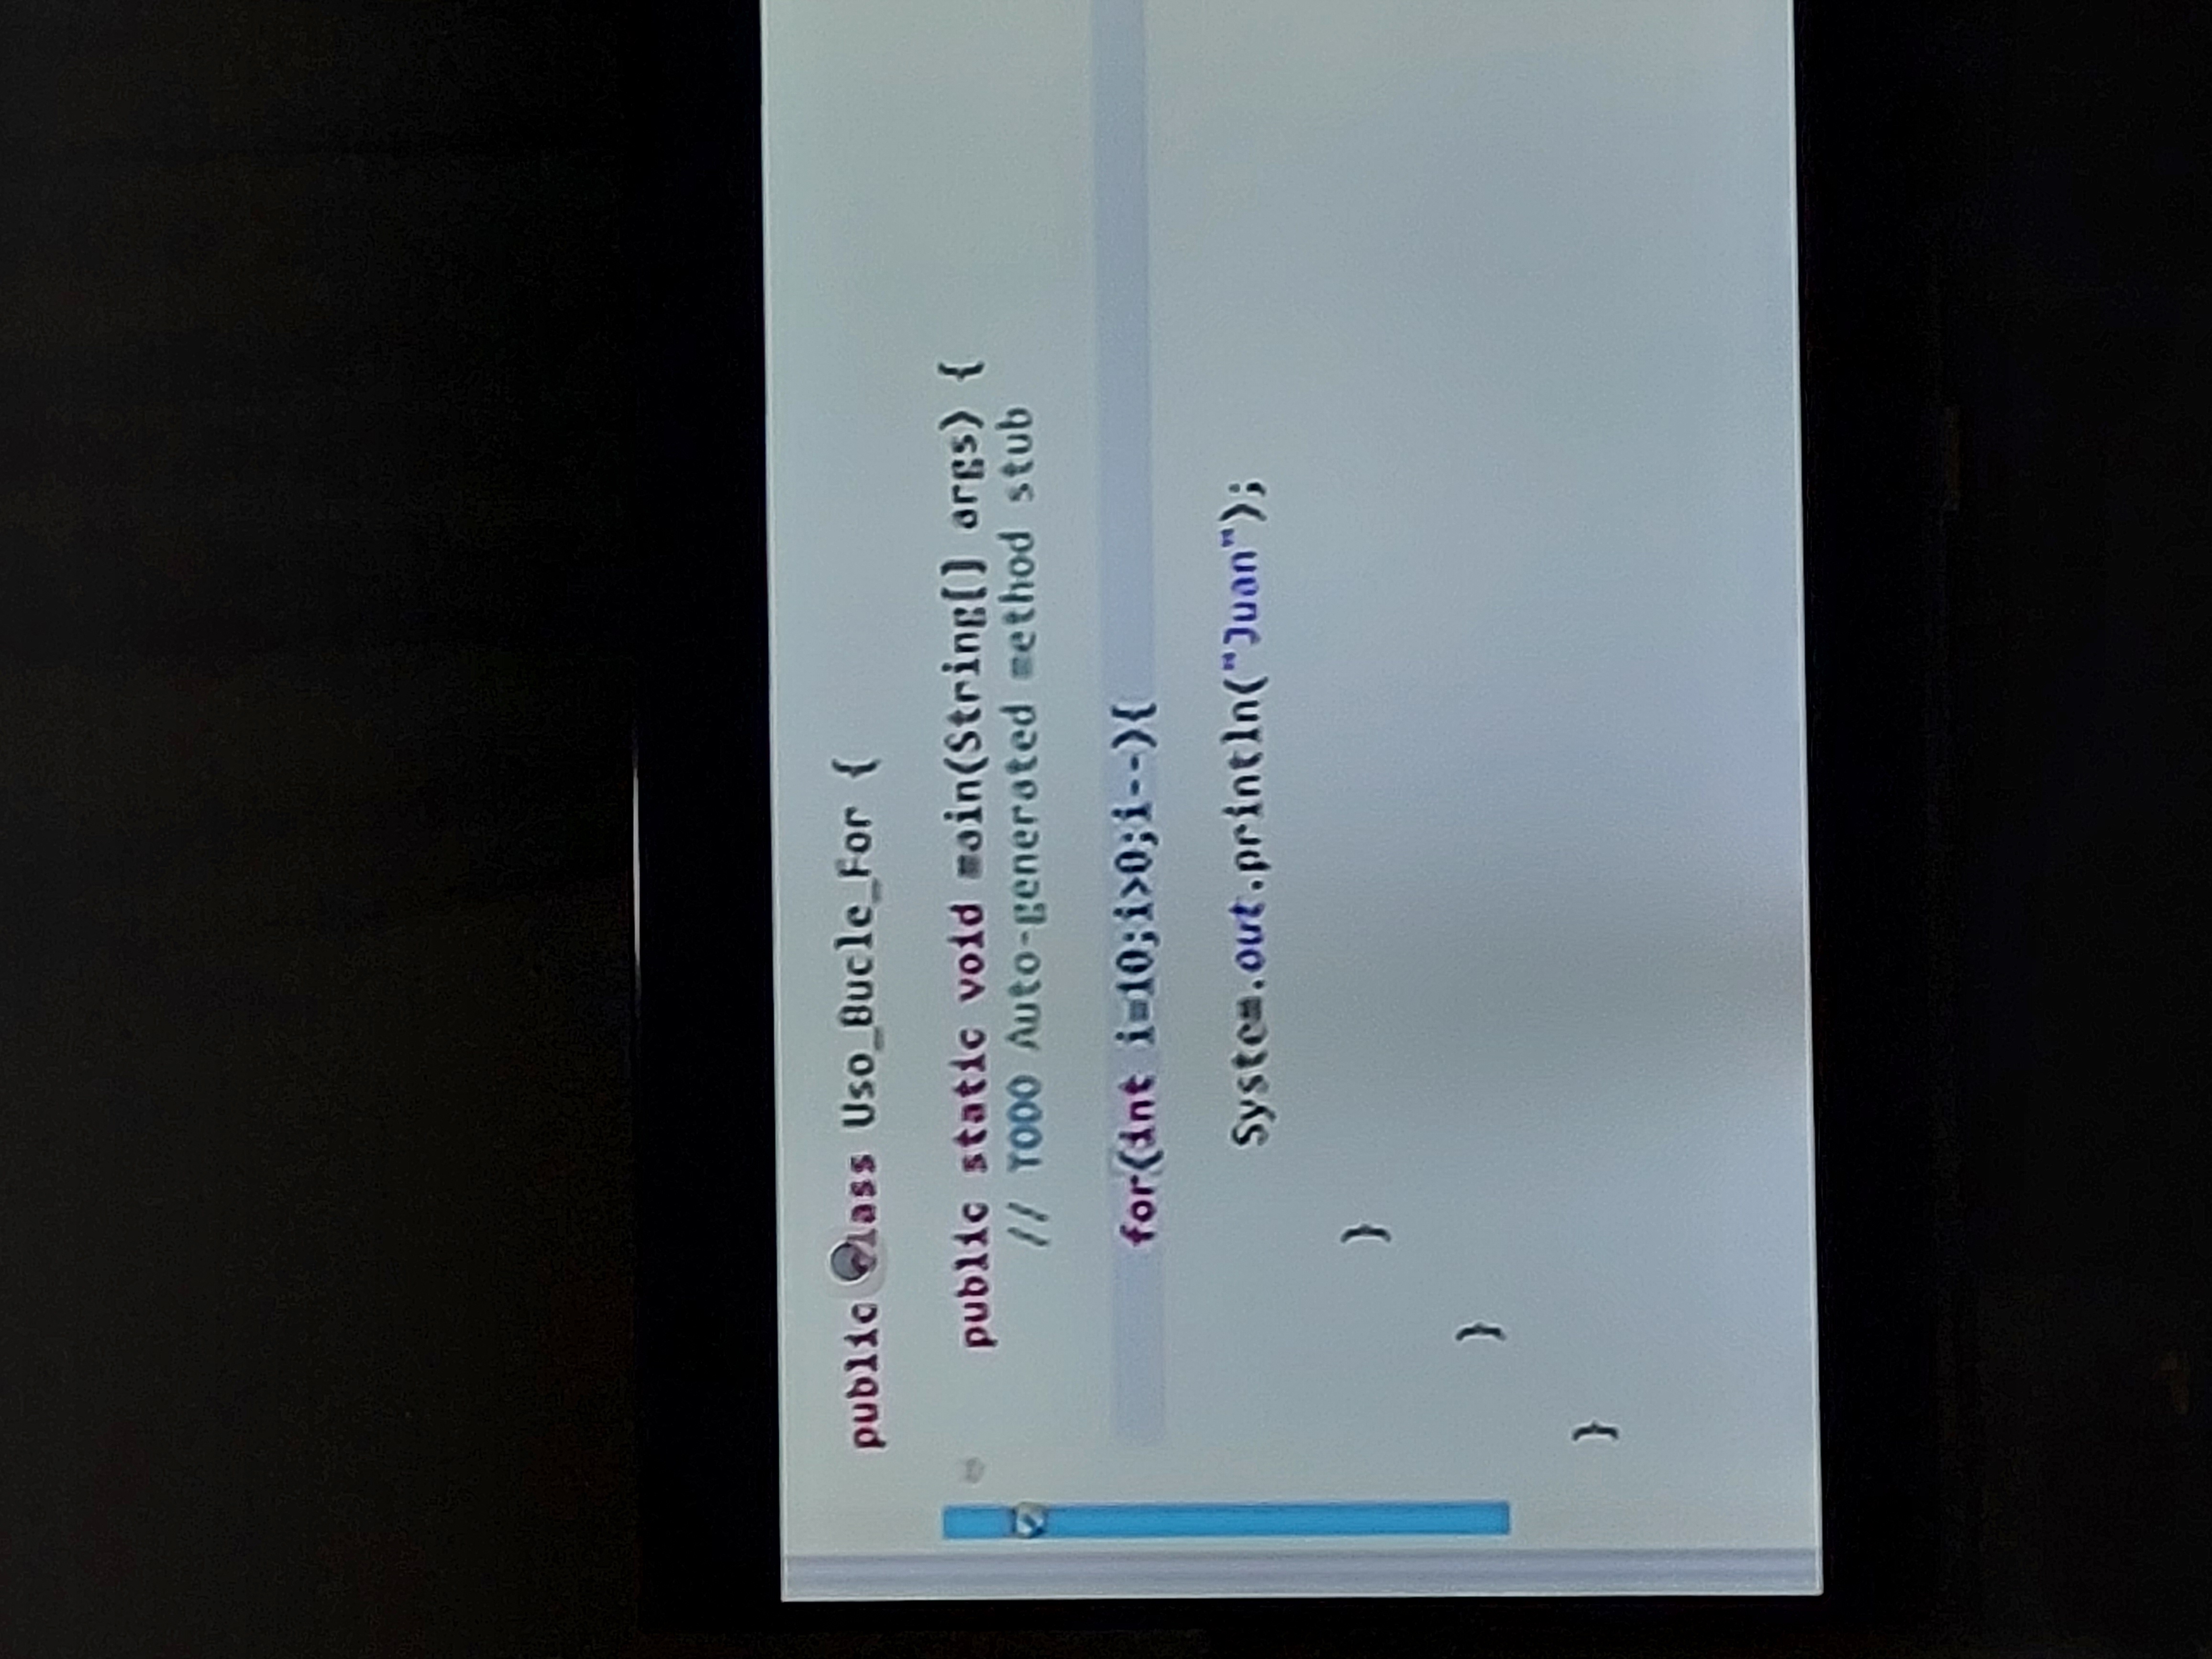 public class Uso_Bucle_For {
public static void main(String[] args) {
// TODO Auto-generated method stub
for(int i=10;i>0;i--){
System.out.println("Juan");
}
}
}